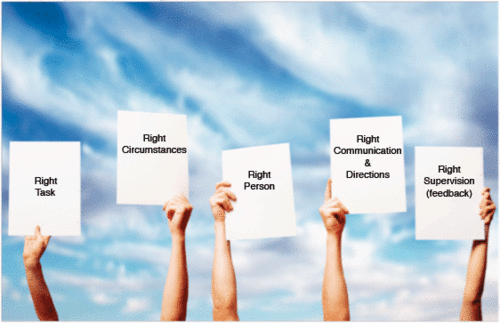 Right
Task
Right
Circumstances
Right
Person
Right
Communication
&
Directions
Right
Supervision
(feedback)